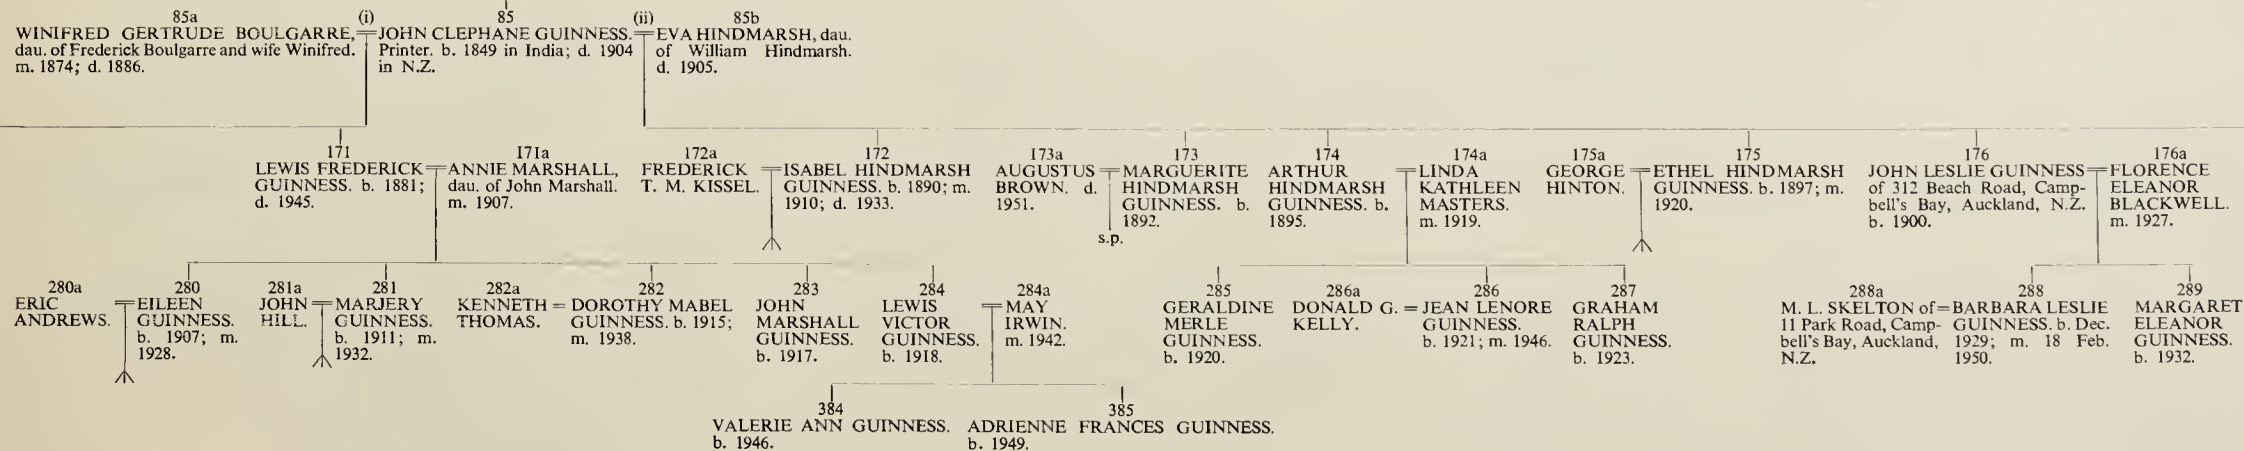 85a
WINIFRED GERTRUDE BOULGARRE,
dau. of Frederick Boulgarre and wife Winifred.
m. 1874; d. 1886.
(i)
85
JOHN CLEPHANE GUINNESS.
Printer. b. 1849 in India; d. 1904
in N.Z.
(ii)
85b
EVA HINDMARSH, dau.
of William Hindmarsh.
d. 1905.
171
LEWIS FREDERICK
GUINNESS. b. 1881;
d. 1945.
171a
ANNIE MARSHALL,
dau. of John Marshall.
m. 1907.
172a
FREDERICK
T. M. KISSEL.
172
ISABEL HINDMARSH
GUINNESS. b. 1890; m.
1910; d. 1933.
173a
AUGUSTUS
BROWN. d.
1951.
173
MARGUERITE
HINDMARSH
GUINNESS. b.
1892.
s.p.
174
ARTHUR
HINDMARSH
GUINNESS. b.
1895.
174a
LINDA
KATHLEEN
MASTERS.
m. 1919.
175a
GEORGE
HINTON.
175
ETHEL HINDMARSH
GUINNESS. b. 1897; m.
1920.
176
JOHN LESLIE GUINNESS
of 312 Beach Road, Camp-
bell's Bay, Auckland, N.Z.
b. 1900.
176a
FLORENCE
ELEANOR
BLACKWELL.
m. 1927.
280a
ERIC
ANDREWS.
280
EILEEN
GUINNESS.
b. 1907; m.
1928.
281a
JOHN
HILL.
281
MARJERY
GUINNESS.
b. 1911; m.
1932.
282a
KENNETH =
THOMAS.
282
DOROTHY MABEL
GUINNESS. b. 1915;
m. 1938.
283
JOHN
MARSHALL
GUINNESS.
b. 1917.
284
LEWIS
VICTOR
GUINNESS.
b. 1918.
284a
MAY
IRWIN.
m. 1942.
285
GERALDINE
MERLE
GUINNESS.
b. 1920.
286a
DONALD G. =
KELLY.
286
JEAN LENORE
GUINNESS.
b. 1921; m. 1946.
287
GRAHAM
RALPH
GUINNESS.
b. 1923.
288a
M. L. SKELTON of =
11 Park Road, Camp-
bell's Bay, Auckland,
N.Z.
288
BARBARA LESLIE
GUINNESS. b. Dec.
1929; m. 18 Feb.
1950.
289
MARGARET
ELEANOR
GUINNESS.
b. 1932.
384
VALERIE ANN GUINNESS.
b. 1946.
385
ADRIENNE FRANCES GUINNESS.
b. 1949.